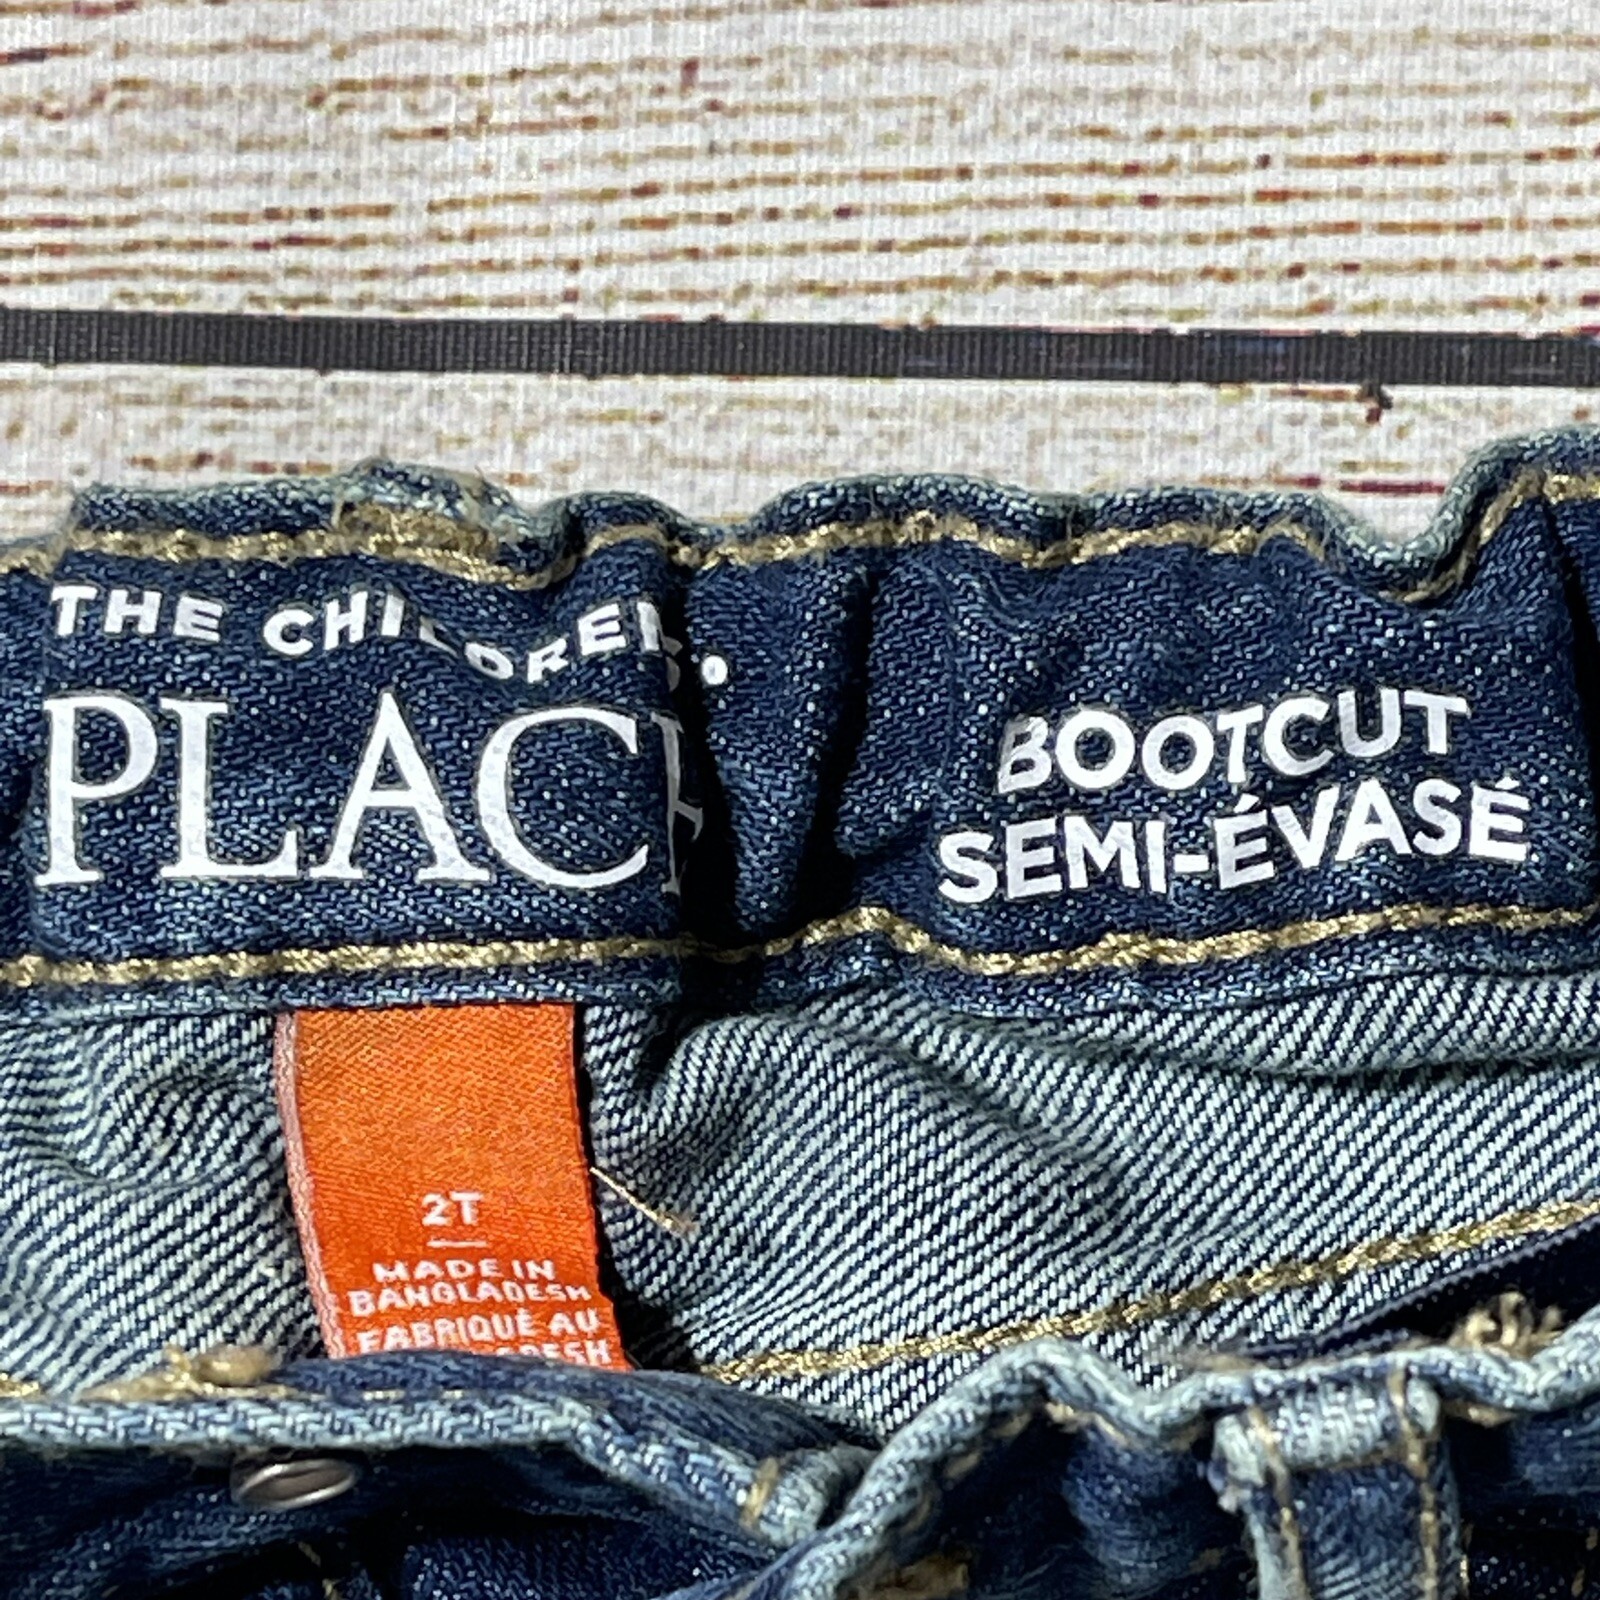 THE CHILDREN'S
PLACE
BOOTCUT
SEMI-ÉVASÉ
2T
MADE IN
BANGLADESH
FABRIQUÉ AU